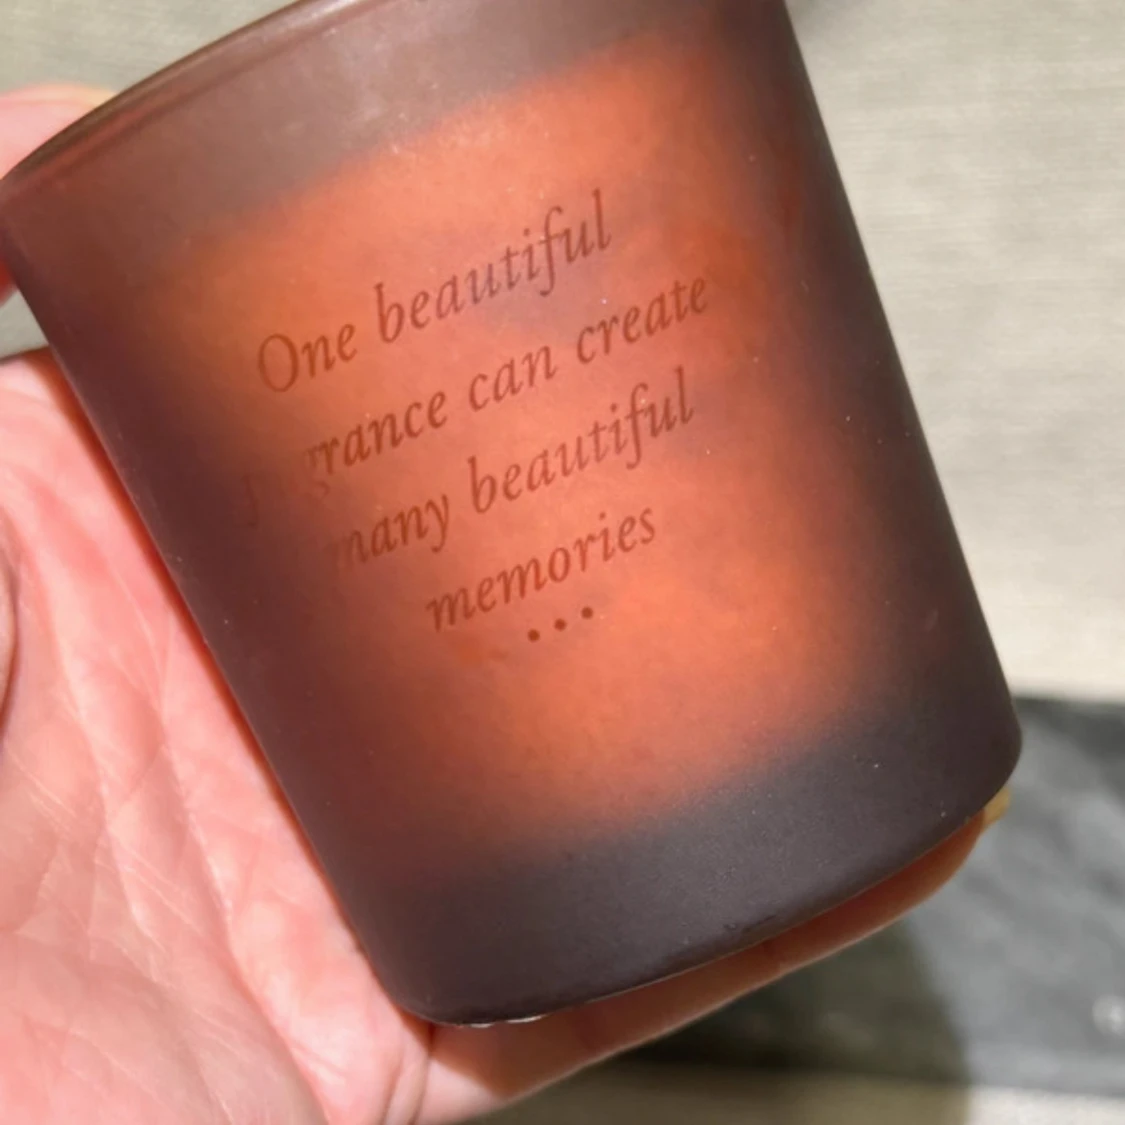 One beautiful
fragrance can create
many beautiful
memories
...